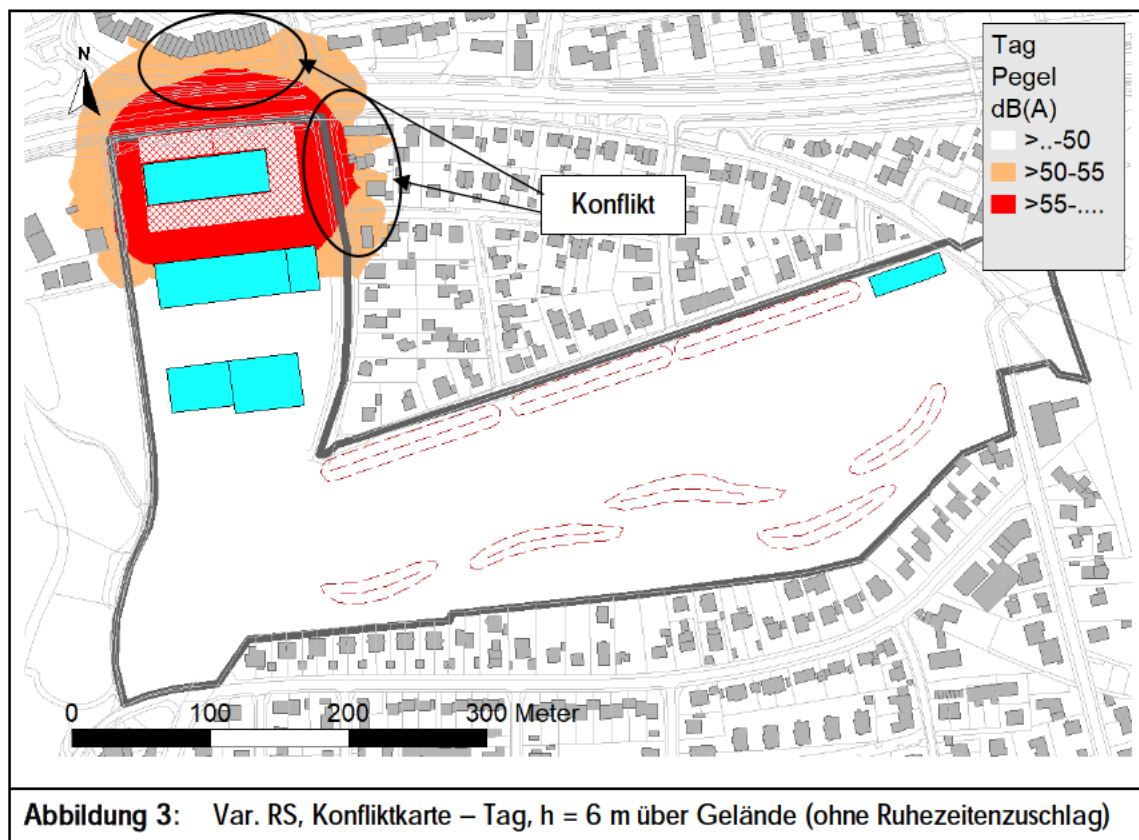 N
Tag
Pegel
dB(A)
>..-50
>50-55
>55-....
Konflikt
0 100 200 300 Meter
Abbildung 3: Var. RS, Konfliktkarte – Tag, h = 6 m über Gelände (ohne Ruhezeitenzuschlag)